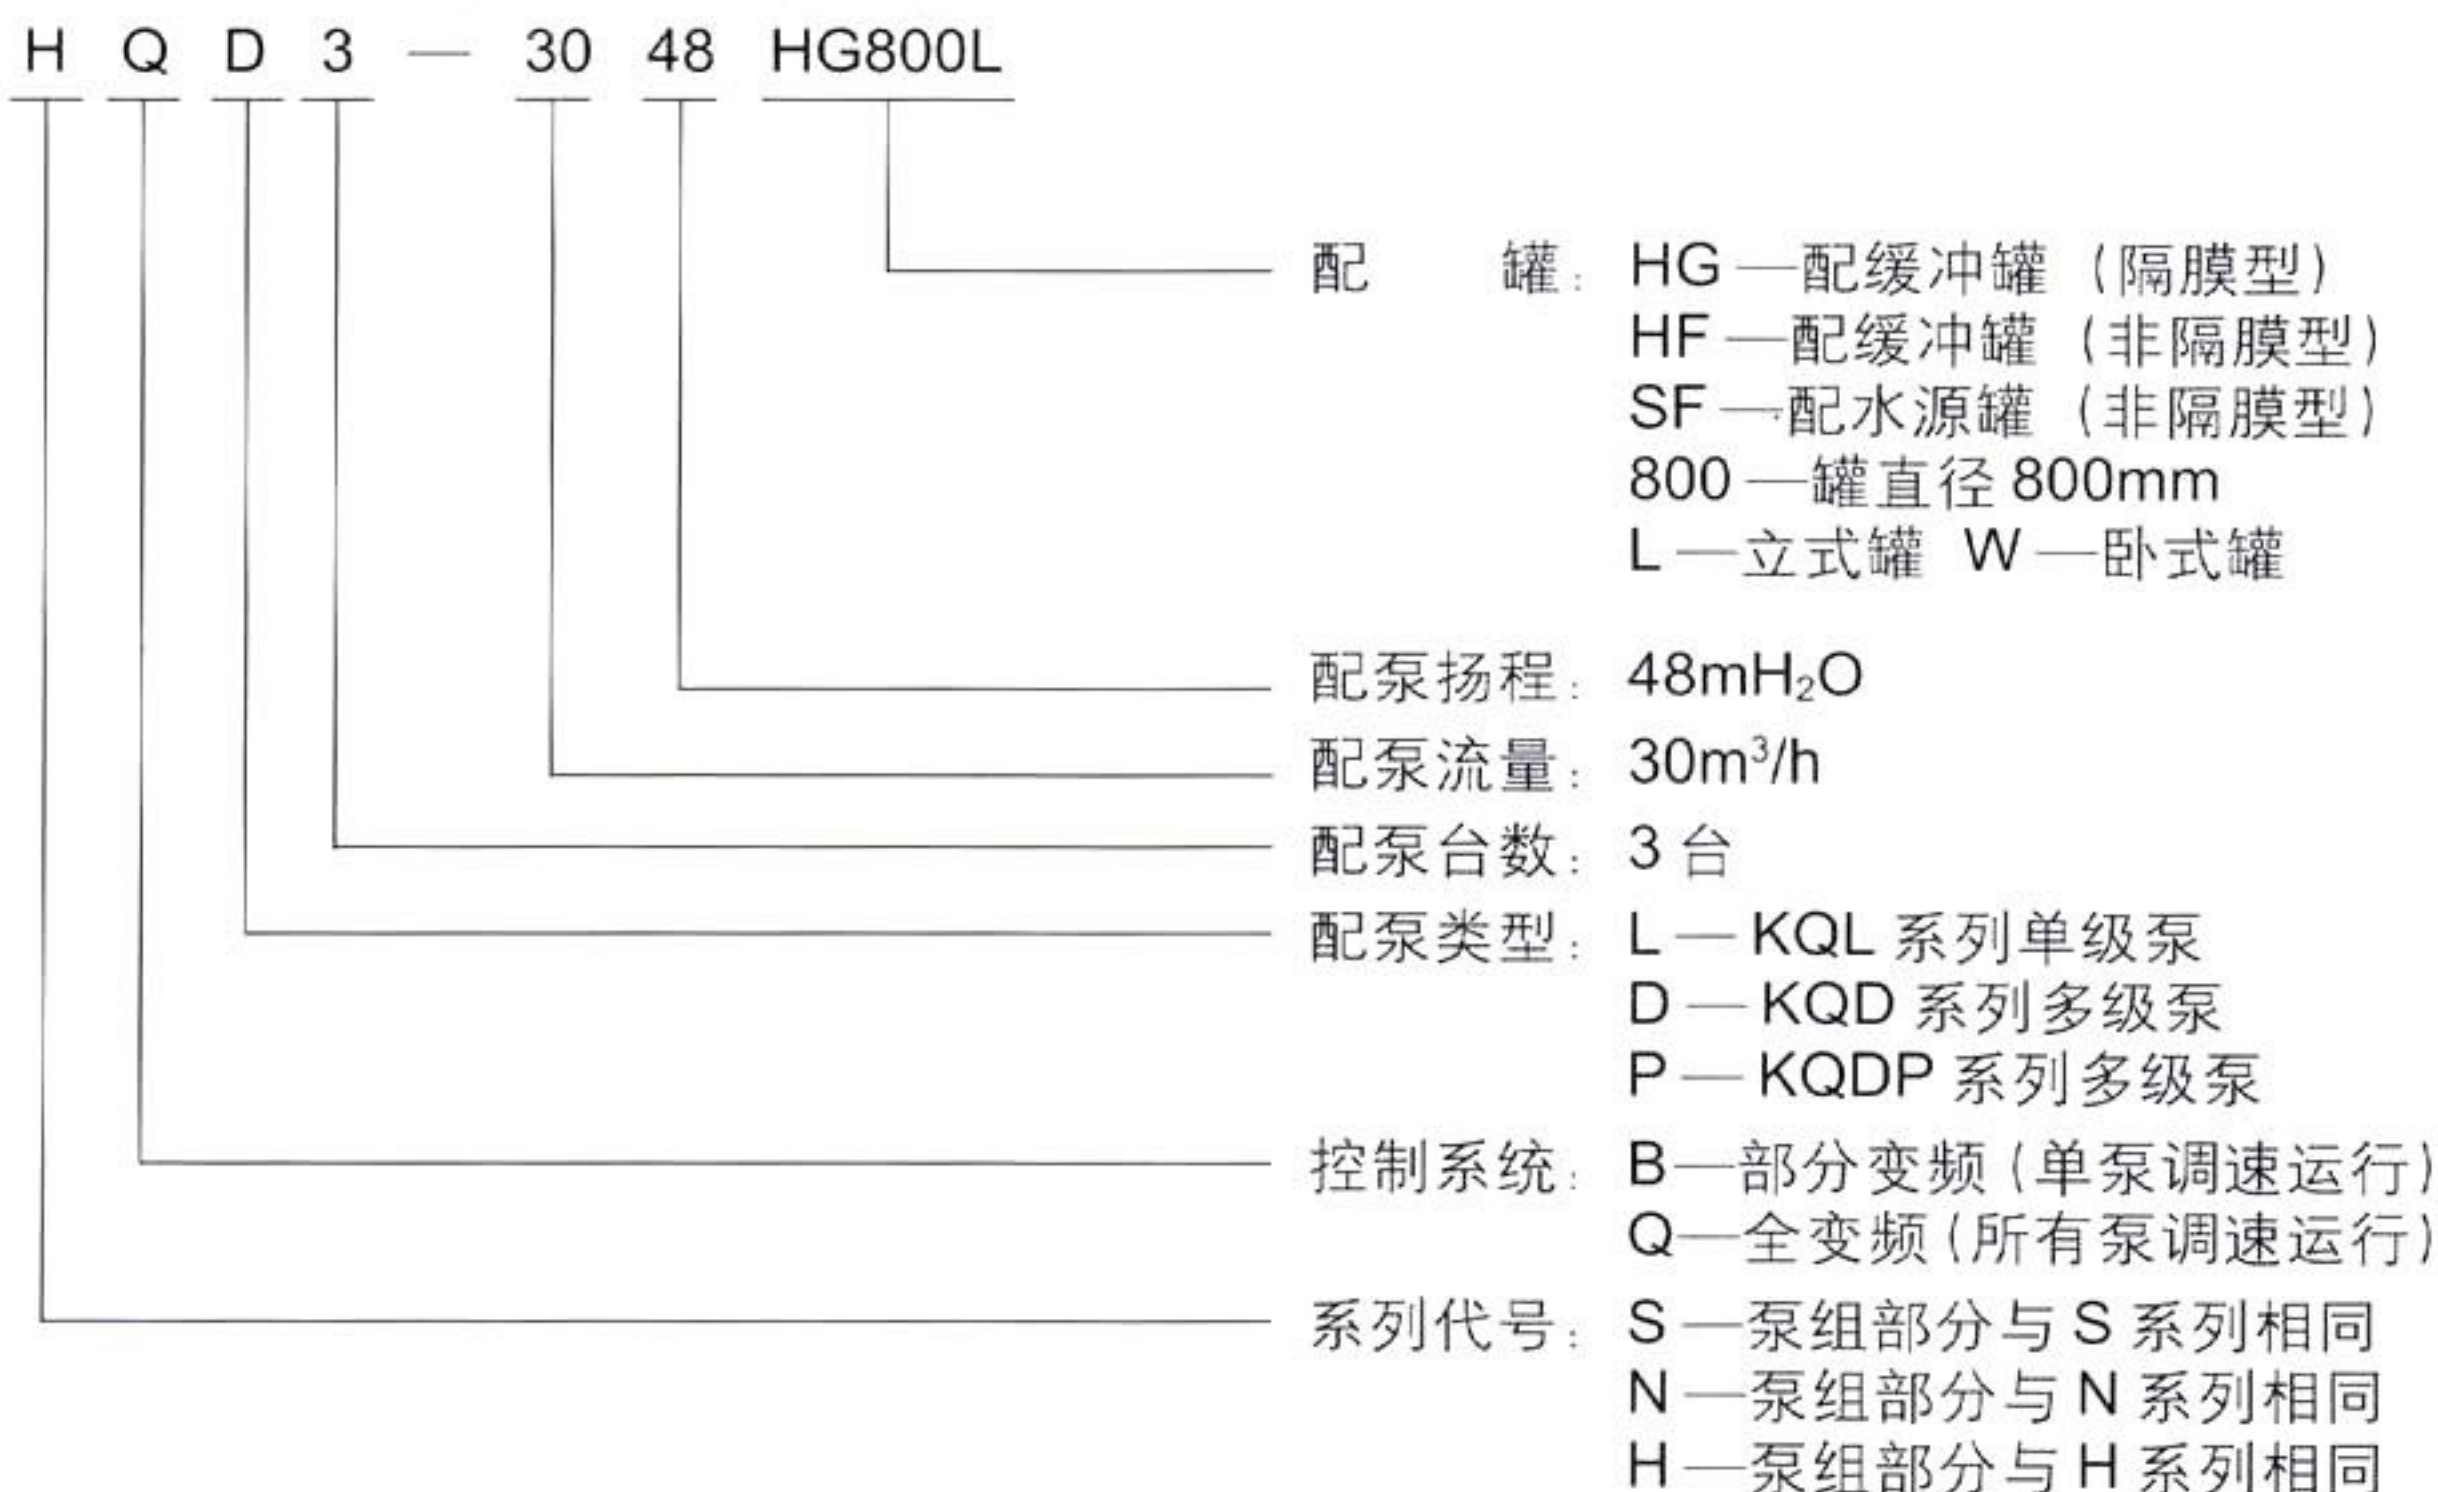 H Q D 3 — 30 48 HG800L
配 罐: HG—配缓冲罐 (隔膜型)
HF—配缓冲罐 (非隔膜型)
SF—配水源罐 (非隔膜型)
800—罐直径 800mm
L—立式罐 W—卧式罐
配泵扬程: 48mH₂O
配泵流量: 30m³/h
配泵台数: 3 台
配泵类型: L—KQL 系列单级泵
D—KQD 系列多级泵
P—KQDP 系列多级泵
控制系统: B—部分变频(单泵调速运行)
Q—全变频(所有泵调速运行)
系列代号: S—泵组部分与 S 系列相同
N—泵组部分与 N 系列相同
H—泵组部分与 H 系列相同